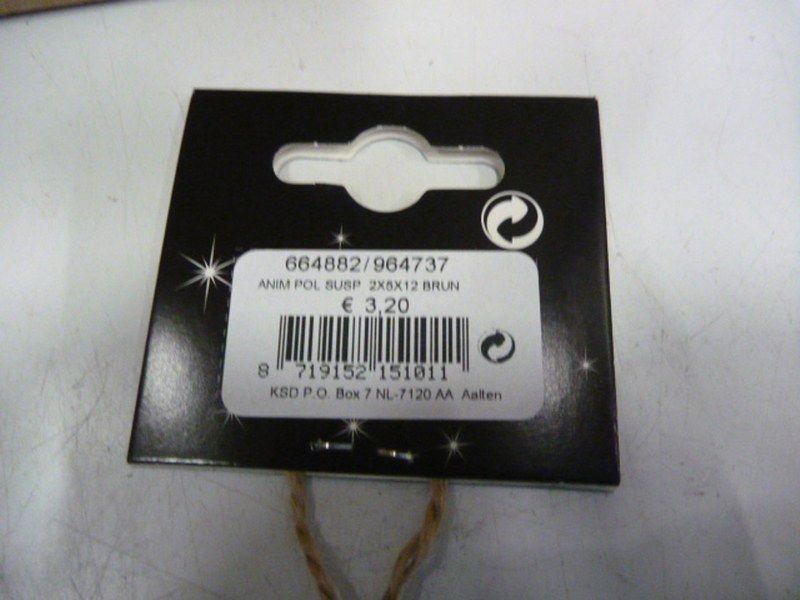 664882/964737
ANIM POL SUSP 2X5X12 BRUN
€ 3,20
8 719152 151011
KSD P.O. Box 7 NL-7120 AA Aalten